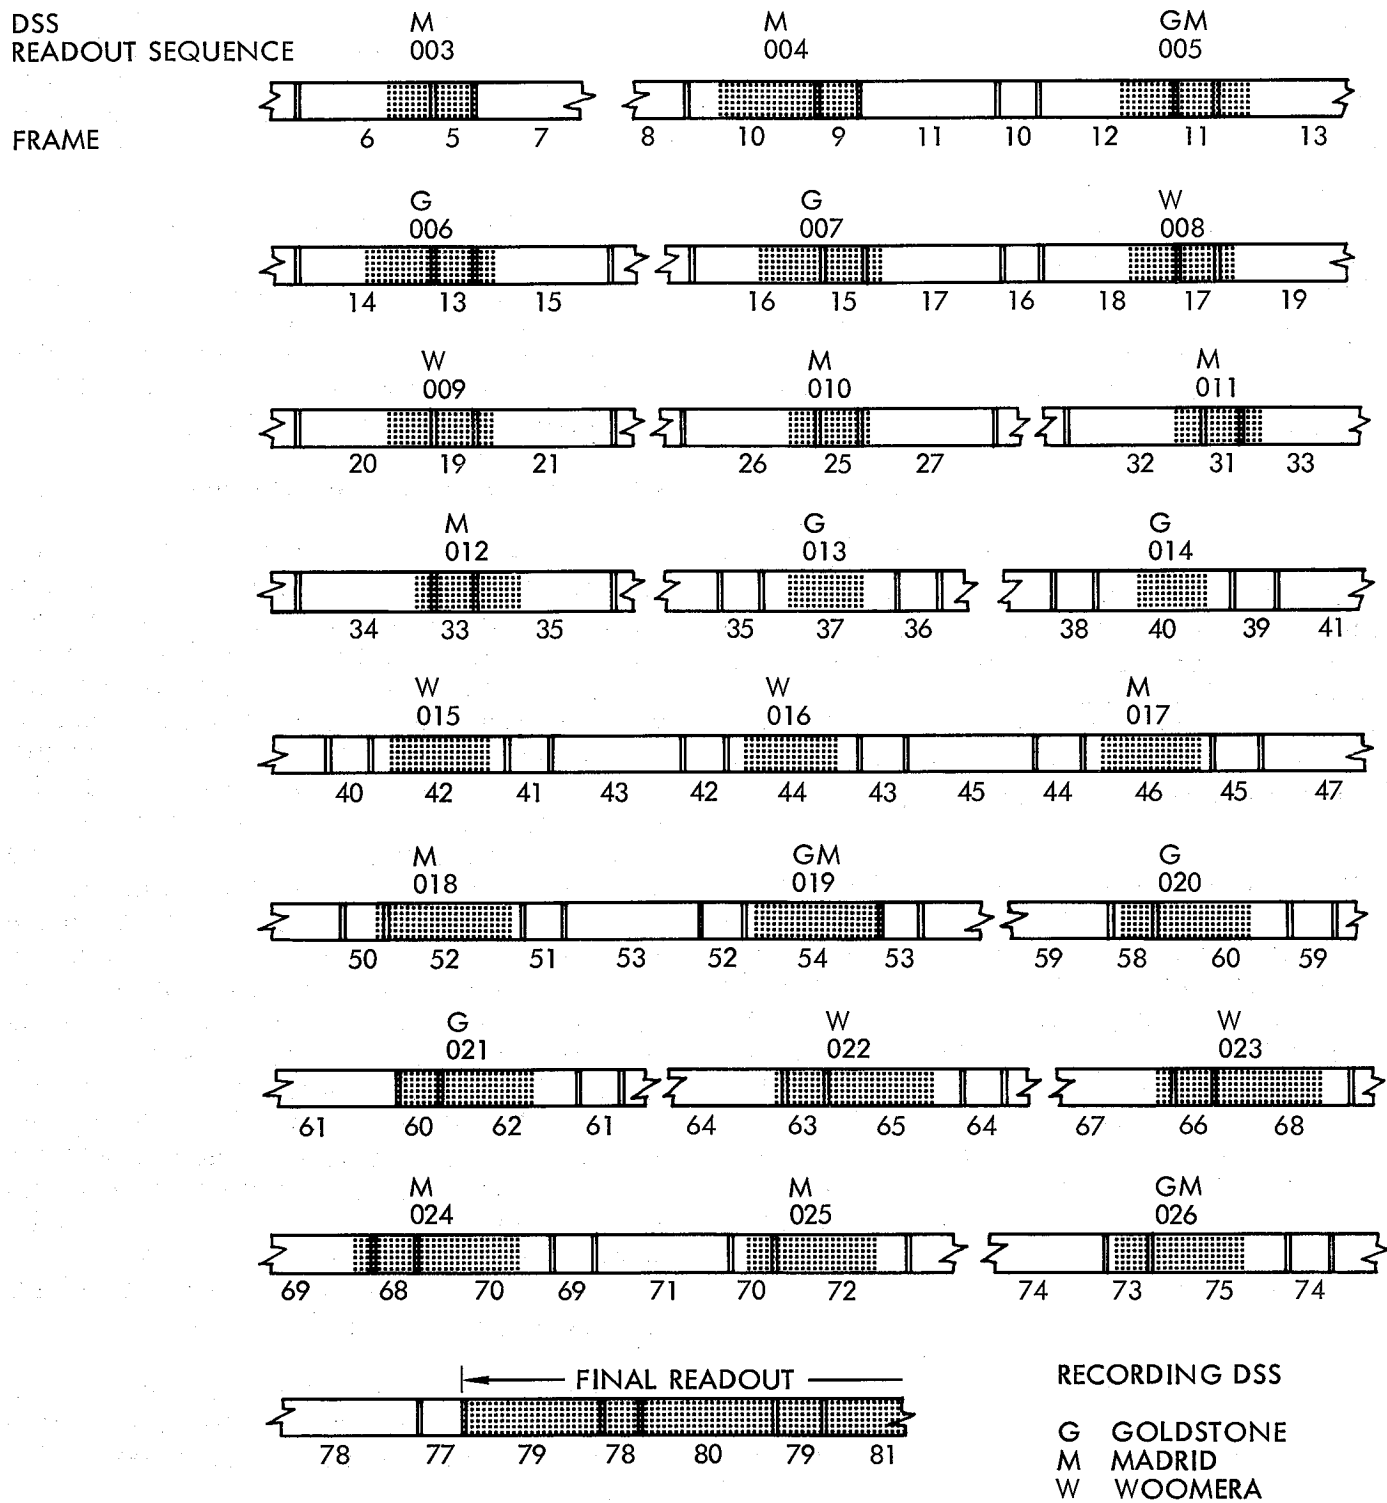 DSS M M GM
READOUT SEQUENCE 003 004 005
FRAME 6 5 7 8 10 9 11 10 12 11 13
G G W
006 007 008
14 13 15 16 15 17 16 18 17 19
W M M
009 010 011
20 19 21 26 25 27 32 31 33
M G G
012 013 014
34 33 35 35 37 36 38 40 39 41
W W M
015 016 017
40 42 41 43 42 44 43 45 44 46 45 47
M GM G
018 019 020
50 52 51 53 52 54 53 59 58 60 59
G W W
021 022 023
61 60 62 61 64 63 65 64 67 66 68
M M GM
024 025 026
69 68 70 69 71 70 72 74 73 75 74
FINAL READOUT
78 77 79 78 80 79 81
RECORDING DSS
G GOLDSTONE
M MADRID
W WOOMERA